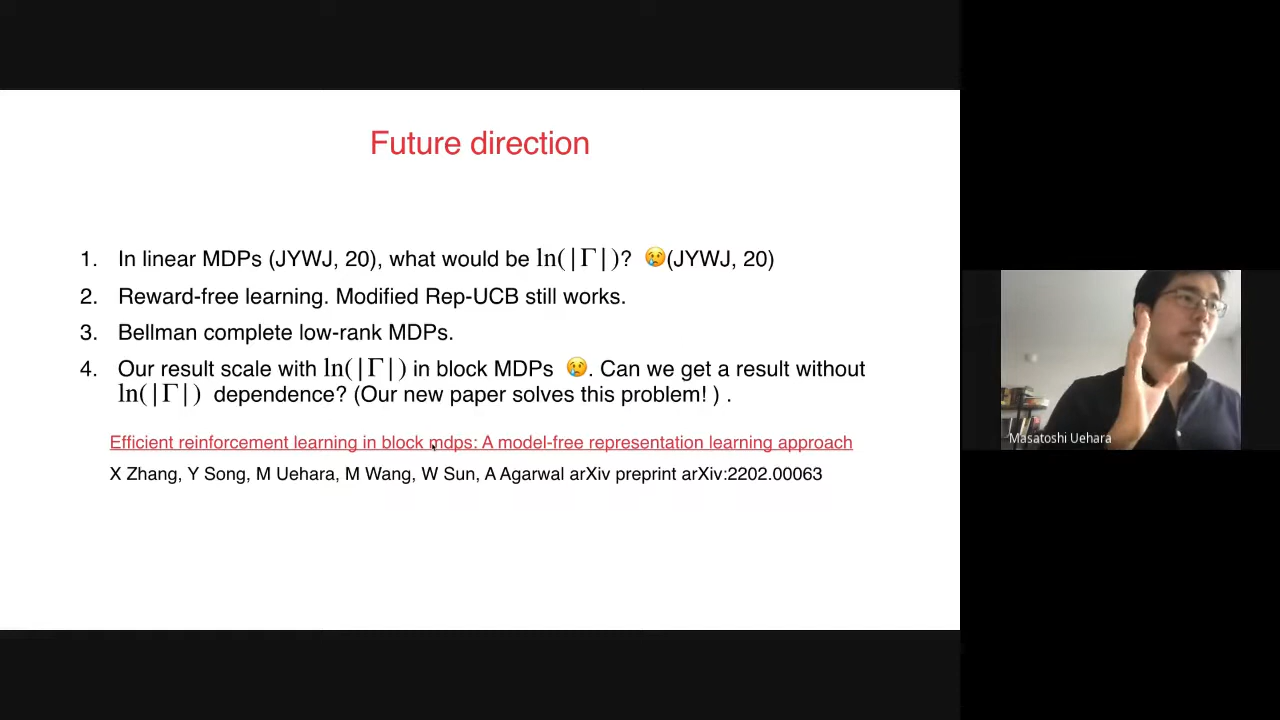 Future direction
1. In linear MDPs (JYWJ, 20), what would be ln(|Γ|)? 😢(JYWJ, 20)
2. Reward-free learning. Modified Rep-UCB still works.
3. Bellman complete low-rank MDPs.
4. Our result scale with ln(|Γ|) in block MDPs 😢. Can we get a result without
ln(|Γ|) dependence? (Our new paper solves this problem! ) .
Efficient reinforcement learning in block mdps: A model-free representation learning approach
X Zhang, Y Song, M Uehara, M Wang, W Sun, A Agarwal arXiv preprint arXiv:2202.00063
Masatoshi Uehara